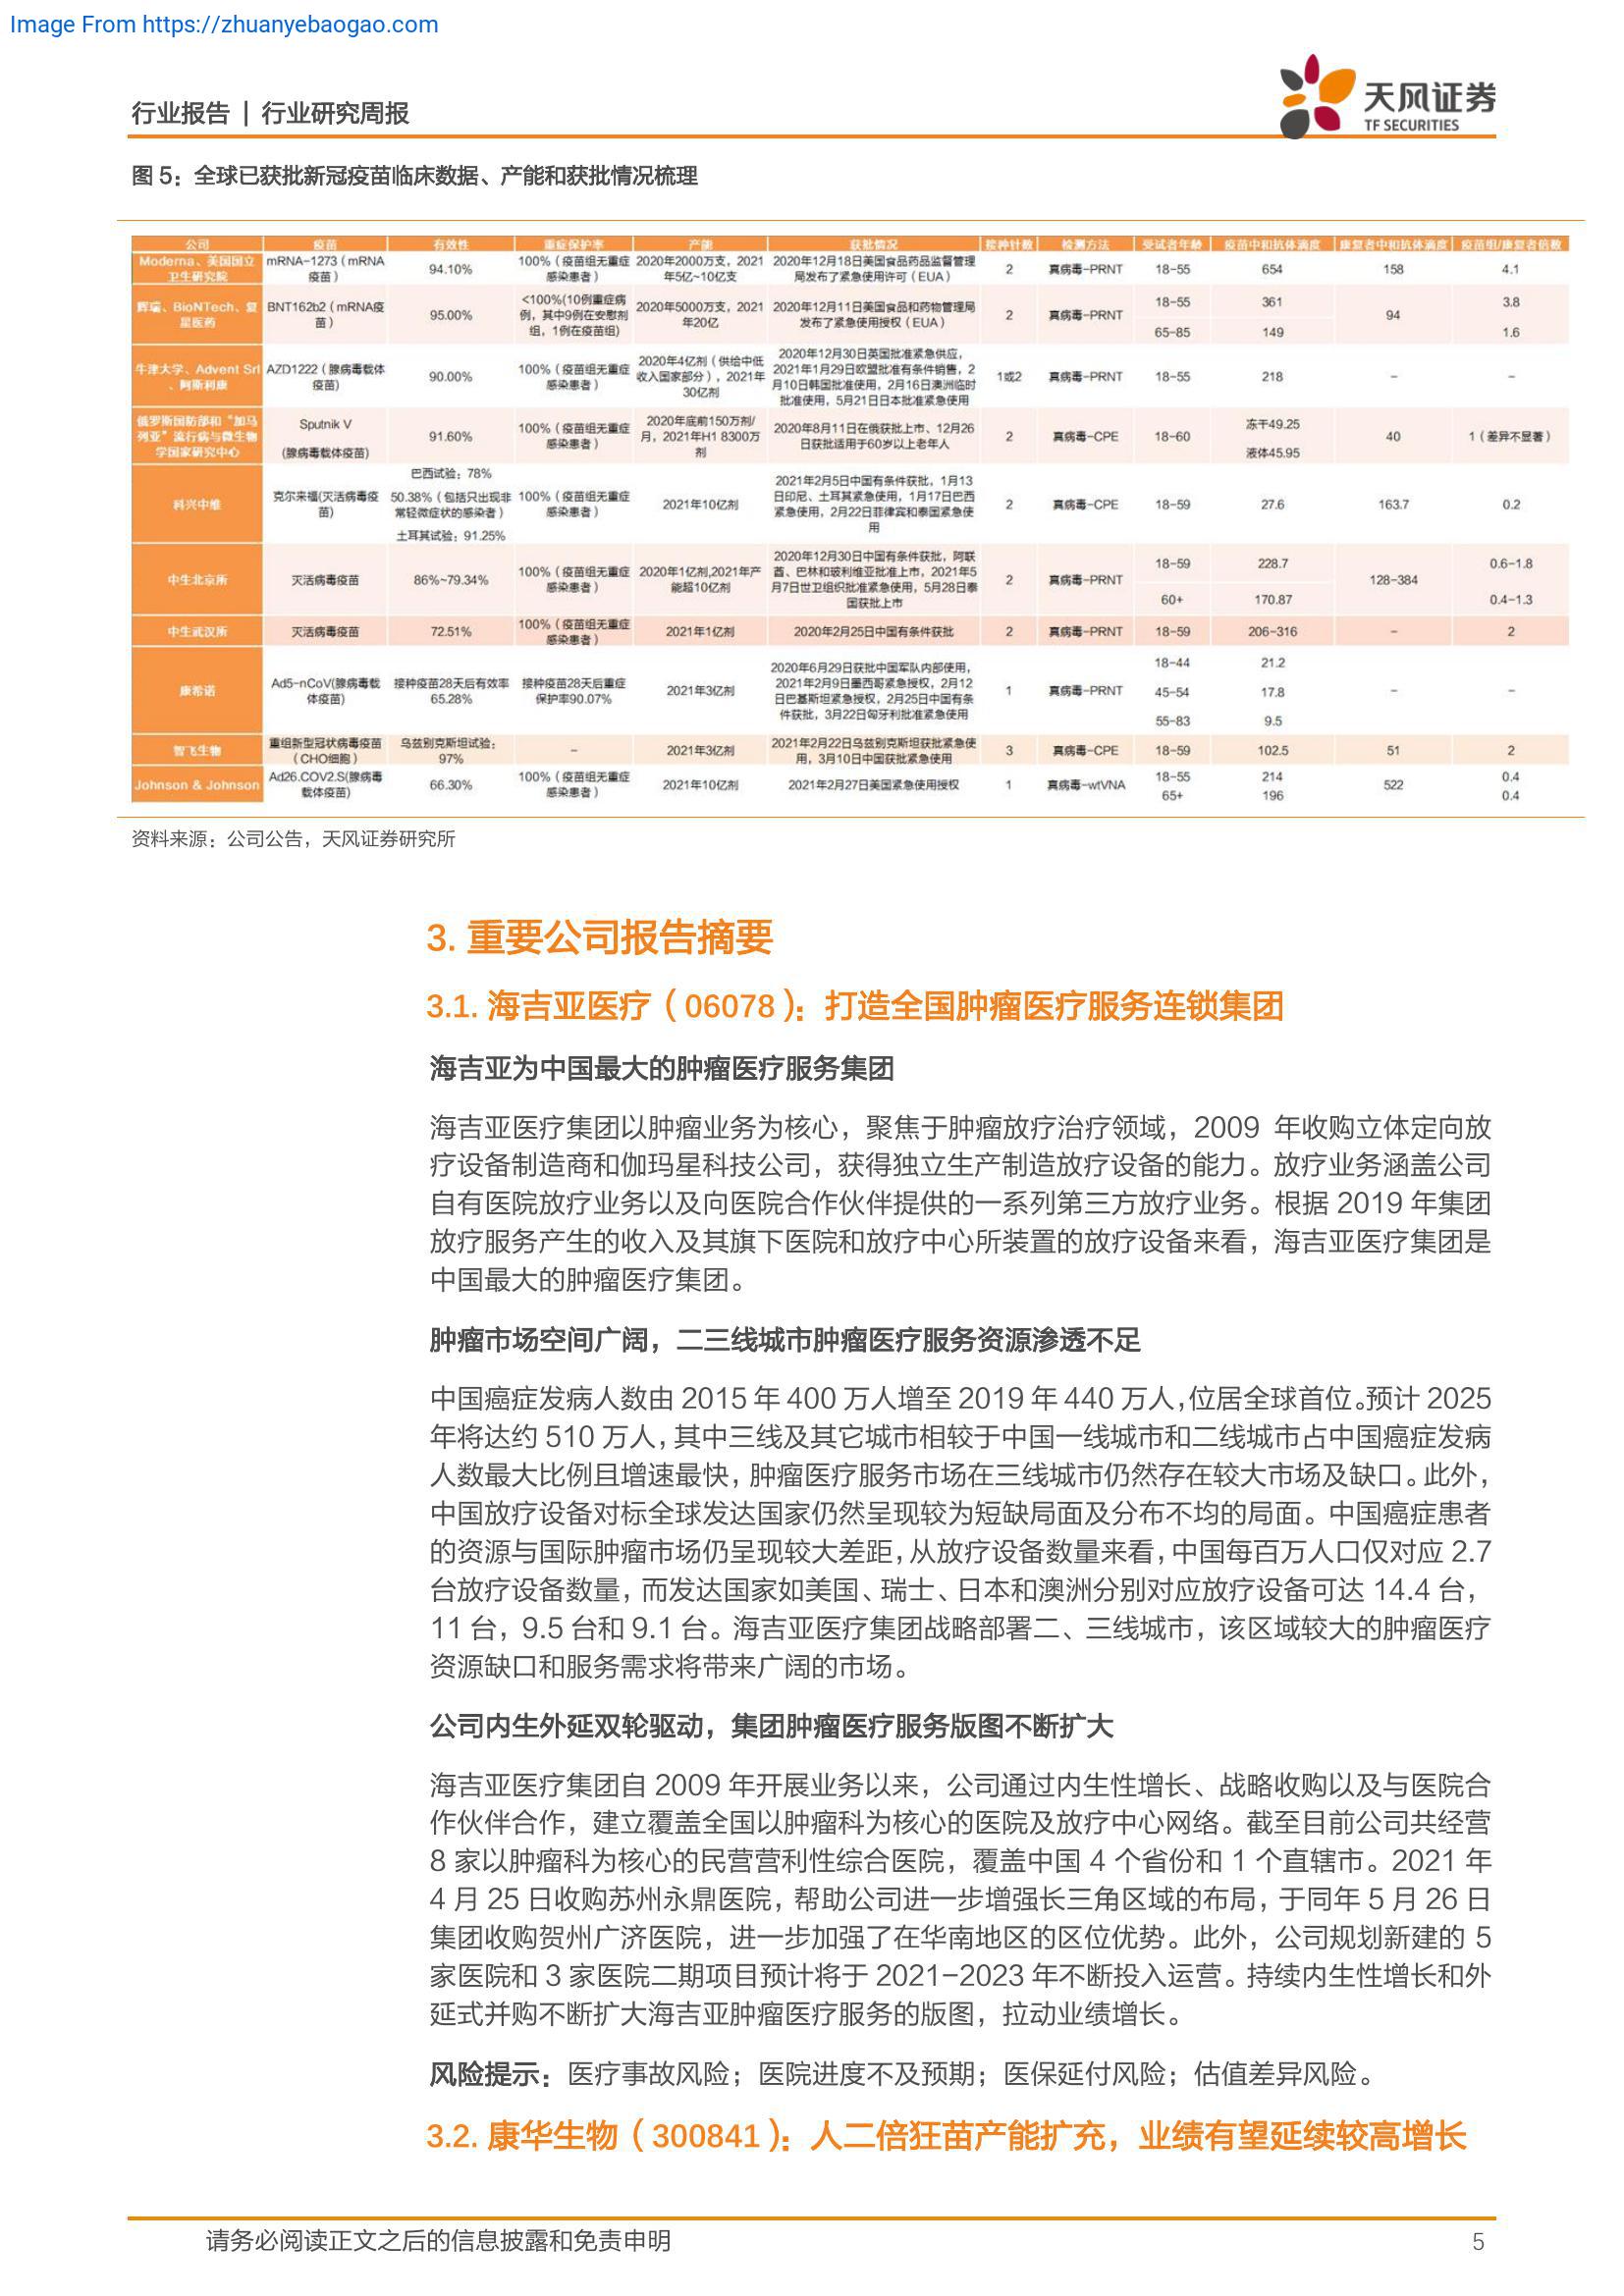 Image From https://zhuanyebaogao.com
行业报告 | 行业研究周报
天风证券
TF SECURITIES
图 5：全球已获批新冠疫苗临床数据、产能和获批情况梳理
公司 疫苗 有效性 重症保护率 产能 获批情况 接种针数 检测方法 受试者年龄 疫苗中和抗体滴度 康复者中和抗体滴度 疫苗组/康复者倍数
Moderna、美国国立卫生研究院 mRNA-1273（mRNA疫苗） 94.10% 100%（疫苗组无重症感染患者） 2020年2000万支，2021年5亿~10亿支 2020年12月18日美国食品药品监督管理局发布了紧急使用许可（EUA） 2 真病毒-PRNT 18-55 654 158 4.1
辉瑞、BioNTech、复星医药 BNT162b2（mRNA疫苗） 95.00% <100%(10例重症病例，其中9例在安慰剂组，1例在疫苗组) 2020年5000万支，2021年20亿 2020年12月11日美国食品和药物管理局发布了紧急使用授权（EUA） 2 真病毒-PRNT 18-55 361 94 3.8
65-85 149 1.6
牛津大学、Advent Srl、阿斯利康 AZD1222（腺病毒载体疫苗) 90.00% 100%（疫苗组无重症感染患者） 2020年4亿剂（供给中低收入国家部分），2021年30亿剂 2020年12月30日英国批准紧急供应，2021年1月29日欧盟批准有条件销售，2月10日韩国批准使用，2月16日澳洲临时批准使用，5月21日日本批准紧急使用 1或2 真病毒-PRNT 18-55 218 - -
俄罗斯国防部和“加马列亚”流行病与微生物学国家研究中心 Sputnik V (腺病毒载体疫苗) 91.60% 100%（疫苗组无重症感染患者） 2020年底前150万剂/月，2021年H1 8300万剂 2020年8月11日在俄获批上市、12月26日获批适用于60岁以上老年人 2 真病毒-CPE 18-60 冻干49.25 液体45.95 40 1（差异不显著）
科兴中维 克尔来福(灭活病毒疫苗) 巴西试验：78% 50.38%（包括只出现非常轻微症状的感染者） 土耳其试验：91.25% 100%（疫苗组无重症感染患者） 2021年10亿剂 2021年2月5日中国有条件获批，1月13日印尼、土耳其紧急使用，1月17日巴西紧急使用，2月22日菲律宾和泰国紧急使用 2 真病毒-CPE 18-59 27.6 163.7 0.2
中生北京所 灭活病毒疫苗 86%~79.34% 100%（疫苗组无重症感染患者） 2020年1亿剂,2021年产能超10亿剂 2020年12月30日中国有条件获批，阿联酋、巴林和玻利维亚批准上市，2021年5月7日世卫组织批准紧急使用，5月28日泰国获批上市 2 真病毒-PRNT 18-59 228.7 128-384 0.6-1.8
60+ 170.87 0.4-1.3
中生武汉所 灭活病毒疫苗 72.51% 100%（疫苗组无重症感染患者） 2021年1亿剂 2020年2月25日中国有条件获批 2 真病毒-PRNT 18-59 206-316 - 2
康希诺 Ad5-nCoV(腺病毒载体疫苗) 接种疫苗28天后有效率65.28% 接种疫苗28天后重症保护率90.07% 2021年3亿剂 2020年6月29日获批中国军队内部使用，2021年2月9日墨西哥紧急授权，2月12日巴基斯坦紧急授权，2月25日中国有条件获批，3月22日匈牙利批准紧急使用 1 真病毒-PRNT 18-44 21.2 - -
45-54 17.8
55-83 9.5
智飞生物 重组新型冠状病毒疫苗（CHO细胞） 乌兹别克斯坦试验：97% - 2021年3亿剂 2021年2月22日乌兹别克斯坦获批紧急使用，3月10日中国获批紧急使用 3 真病毒-CPE 18-59 102.5 51 2
Johnson & Johnson Ad26.COV2.S(腺病毒载体疫苗) 66.30% 100%（疫苗组无重症感染患者） 2021年10亿剂 2021年2月27日美国紧急使用授权 1 真病毒-wtVNA 18-55 214 522 0.4
65+ 196 0.4
资料来源：公司公告，天风证券研究所
3. 重要公司报告摘要
3.1. 海吉亚医疗（06078）：打造全国肿瘤医疗服务连锁集团
海吉亚为中国最大的肿瘤医疗服务集团
海吉亚医疗集团以肿瘤业务为核心，聚焦于肿瘤放疗治疗领域，2009 年收购立体定向放
疗设备制造商和伽玛星科技公司，获得独立生产制造放疗设备的能力。放疗业务涵盖公司
自有医院放疗业务以及向医院合作伙伴提供的一系列第三方放疗业务。根据 2019 年集团
放疗服务产生的收入及其旗下医院和放疗中心所装置的放疗设备来看，海吉亚医疗集团是
中国最大的肿瘤医疗集团。
肿瘤市场空间广阔，二三线城市肿瘤医疗服务资源渗透不足
中国癌症发病人数由 2015 年 400 万人增至 2019 年 440 万人，位居全球首位。预计 2025
年将达约 510 万人，其中三线及其它城市相较于中国一线城市和二线城市占中国癌症发病
人数最大比例且增速最快，肿瘤医疗服务市场在三线城市仍然存在较大市场及缺口。此外，
中国放疗设备对标全球发达国家仍然呈现较为短缺局面及分布不均的局面。中国癌症患者
的资源与国际肿瘤市场仍呈现较大差距，从放疗设备数量来看，中国每百万人口仅对应 2.7
台放疗设备数量，而发达国家如美国、瑞士、日本和澳洲分别对应放疗设备可达 14.4 台，
11 台，9.5 台和 9.1 台。海吉亚医疗集团战略部署二、三线城市，该区域较大的肿瘤医疗
资源缺口和服务需求将带来广阔的市场。
公司内生外延双轮驱动，集团肿瘤医疗服务版图不断扩大
海吉亚医疗集团自 2009 年开展业务以来，公司通过内生性增长、战略收购以及与医院合
作伙伴合作，建立覆盖全国以肿瘤科为核心的医院及放疗中心网络。截至目前公司共经营
8 家以肿瘤科为核心的民营营利性综合医院，覆盖中国 4 个省份和 1 个直辖市。2021 年
4 月 25 日收购苏州永鼎医院，帮助公司进一步增强长三角区域的布局，于同年 5 月 26 日
集团收购贺州广济医院，进一步加强了在华南地区的区位优势。此外，公司规划新建的 5
家医院和 3 家医院二期项目预计将于 2021-2023 年不断投入运营。持续内生性增长和外
延式并购不断扩大海吉亚肿瘤医疗服务的版图，拉动业绩增长。
风险提示：医疗事故风险；医院进度不及预期；医保延付风险；估值差异风险。
3.2. 康华生物（300841）：人二倍狂苗产能扩充，业绩有望延续较高增长
请务必阅读正文之后的信息披露和免责申明
5